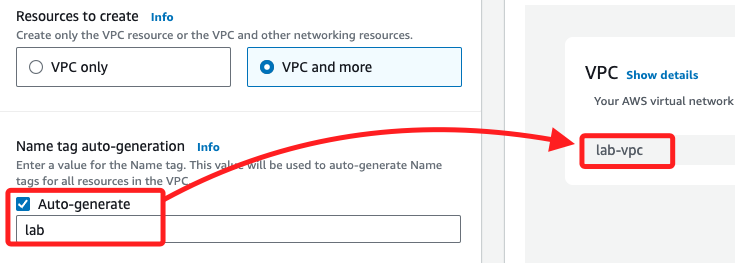 Resources to create Info
Create only the VPC resource or the VPC and other networking resources.
VPC only
VPC and more
Name tag auto-generation Info
Enter a value for the Name tag. This value will be used to auto-generate Name
tags for all resources in the VPC.
Auto-generate
lab
VPC Show details
Your AWS virtual network
lab-vpc